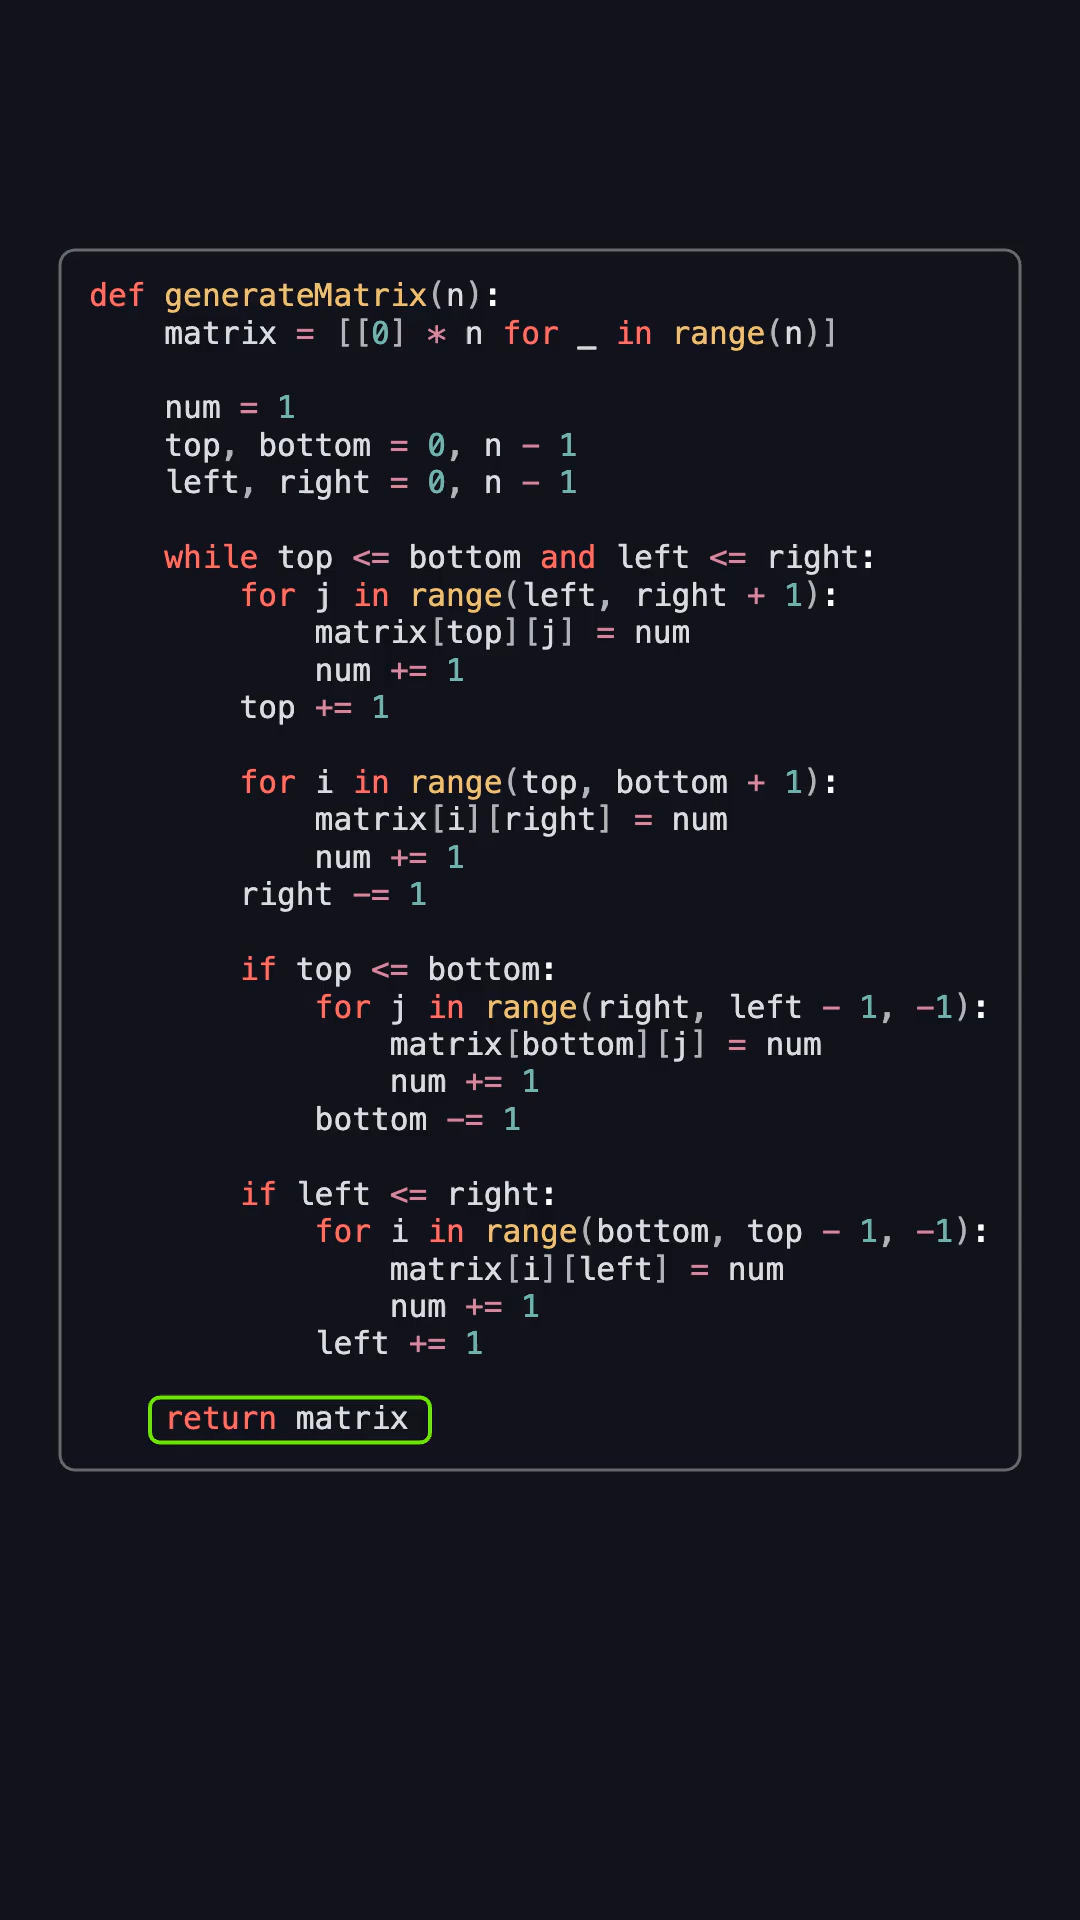 def generateMatrix(n):
    matrix = [[0] * n for _ in range(n)]

    num = 1
    top, bottom = 0, n - 1
    left, right = 0, n - 1

    while top <= bottom and left <= right:
        for j in range(left, right + 1):
            matrix[top][j] = num
            num += 1
        top += 1

        for i in range(top, bottom + 1):
            matrix[i][right] = num
            num += 1
        right -= 1

        if top <= bottom:
            for j in range(right, left - 1, -1):
                matrix[bottom][j] = num
                num += 1
            bottom -= 1

        if left <= right:
            for i in range(bottom, top - 1, -1):
                matrix[i][left] = num
                num += 1
            left += 1

    return matrix